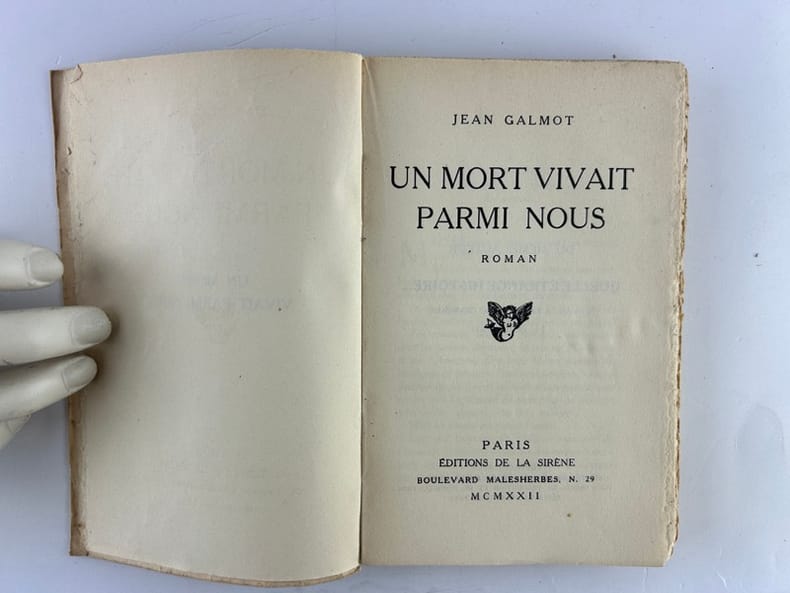 JEAN GALMOT
UN MORT VIVAIT
PARMI NOUS
ROMAN
PARIS
ÉDITIONS DE LA SIRÈNE
BOULEVARD MALESHERBES, N. 29
MCMXXII